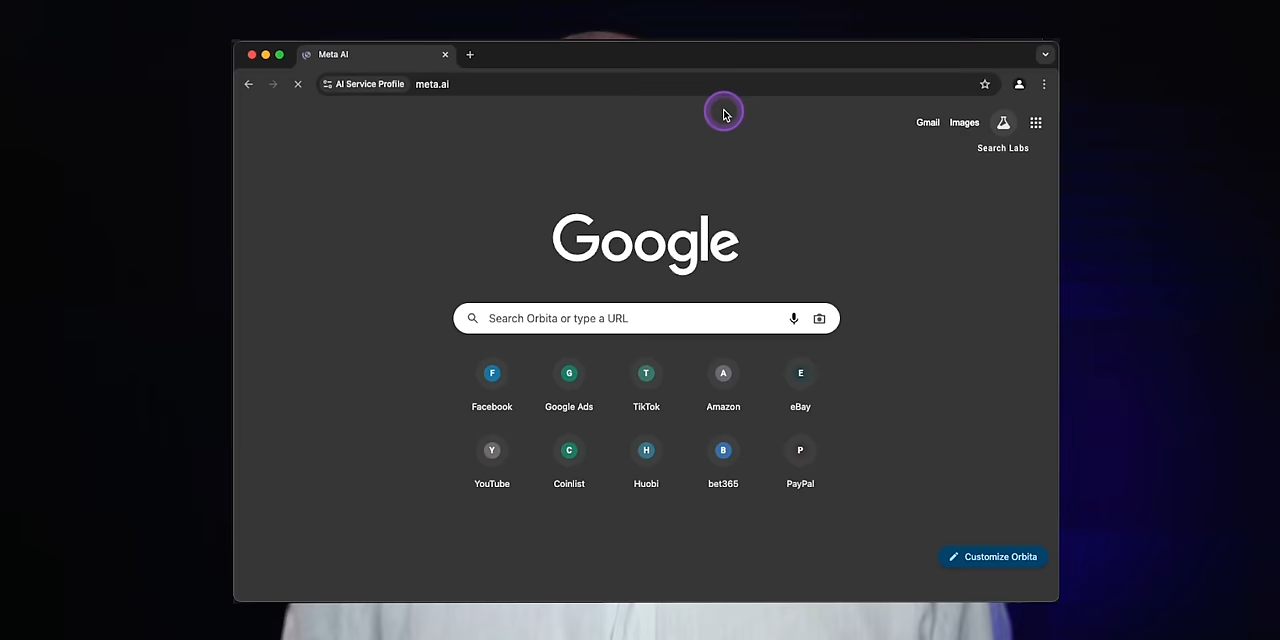 Meta AI
AI Service Profile meta.ai
Gmail Images
Search Labs
Google
Search Orbita or type a URL
F G T A E
Facebook Google Ads TikTok Amazon eBay
Y C H B P
YouTube Coinlist Huobi bet365 PayPal
Customize Orbita